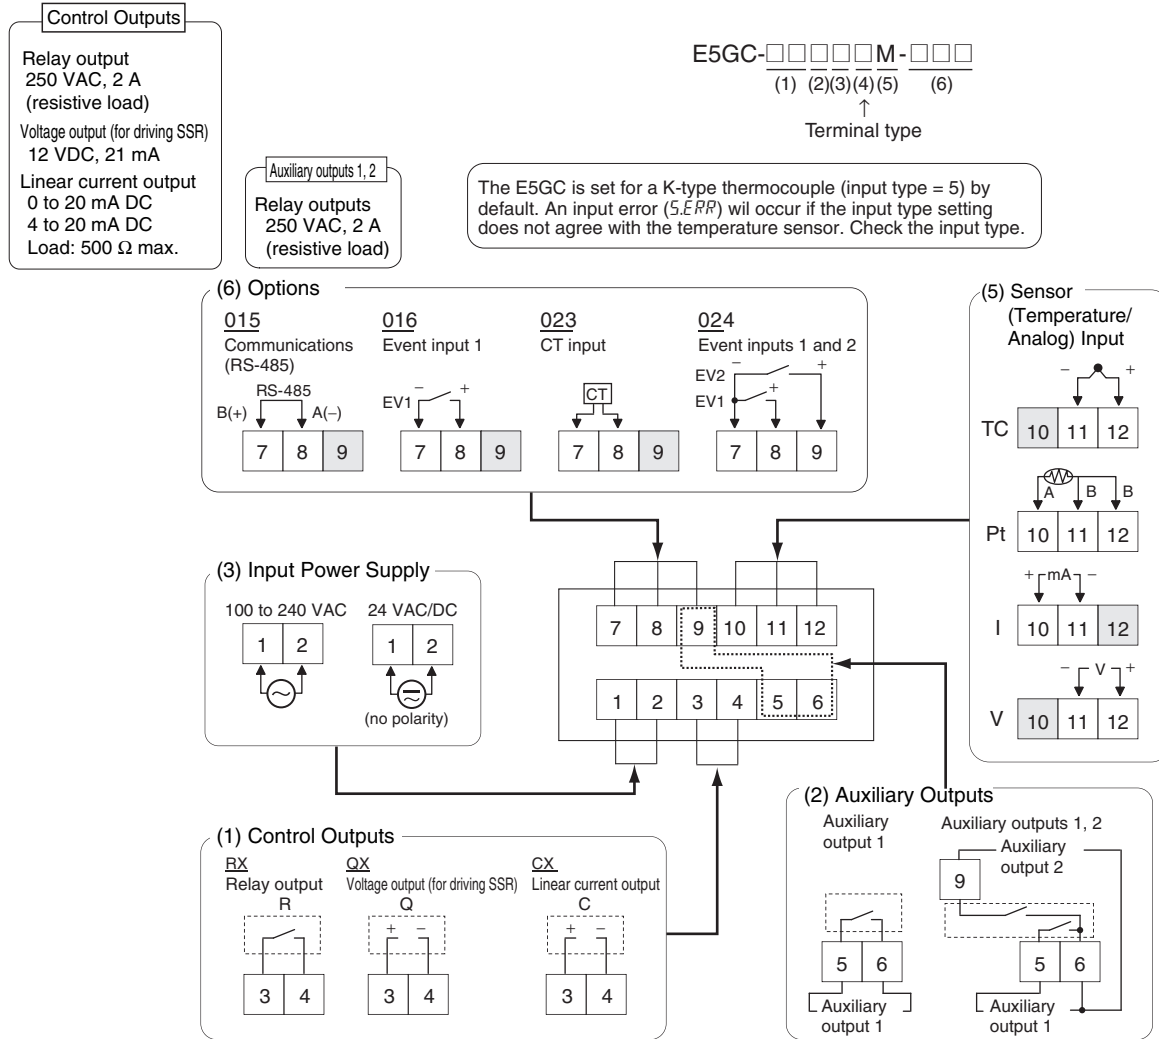 Control Outputs
Relay output
250 VAC, 2 A
(resistive load)
Voltage output (for driving SSR)
12 VDC, 21 mA
Linear current output
0 to 20 mA DC
4 to 20 mA DC
Load: 500 Ω max.
Auxiliary outputs 1, 2
Relay outputs
250 VAC, 2 A
(resistive load)
E5GC-□□□□□M-□□□
(1) (2)(3)(4)(5) (6)
↑
Terminal type
The E5GC is set for a K-type thermocouple (input type = 5) by
default. An input error (S.ERR) wil occur if the input type setting
does not agree with the temperature sensor. Check the input type.
(6) Options
015
Communications
(RS-485)
RS-485
B(+) A(−)
7 8 9
016
Event input 1
− +
EV1
7 8 9
023
CT input
CT
7 8 9
024
Event inputs 1 and 2
− +
EV2
EV1 +
7 8 9
(5) Sensor
(Temperature/
Analog) Input
− +
TC 10 11 12
A B B
Pt 10 11 12
+ mA −
I 10 11 12
− V +
V 10 11 12
(3) Input Power Supply
100 to 240 VAC
1 2
24 VAC/DC
1 2
(no polarity)
7 8 9 10 11 12
1 2 3 4 5 6
(1) Control Outputs
RX
Relay output
R
3 4
QX
Voltage output (for driving SSR)
Q
+ −
3 4
CX
Linear current output
C
+ −
3 4
(2) Auxiliary Outputs
Auxiliary
output 1
5 6
Auxiliary
output 1
Auxiliary outputs 1, 2
Auxiliary
output 2
9
5 6
Auxiliary
output 1